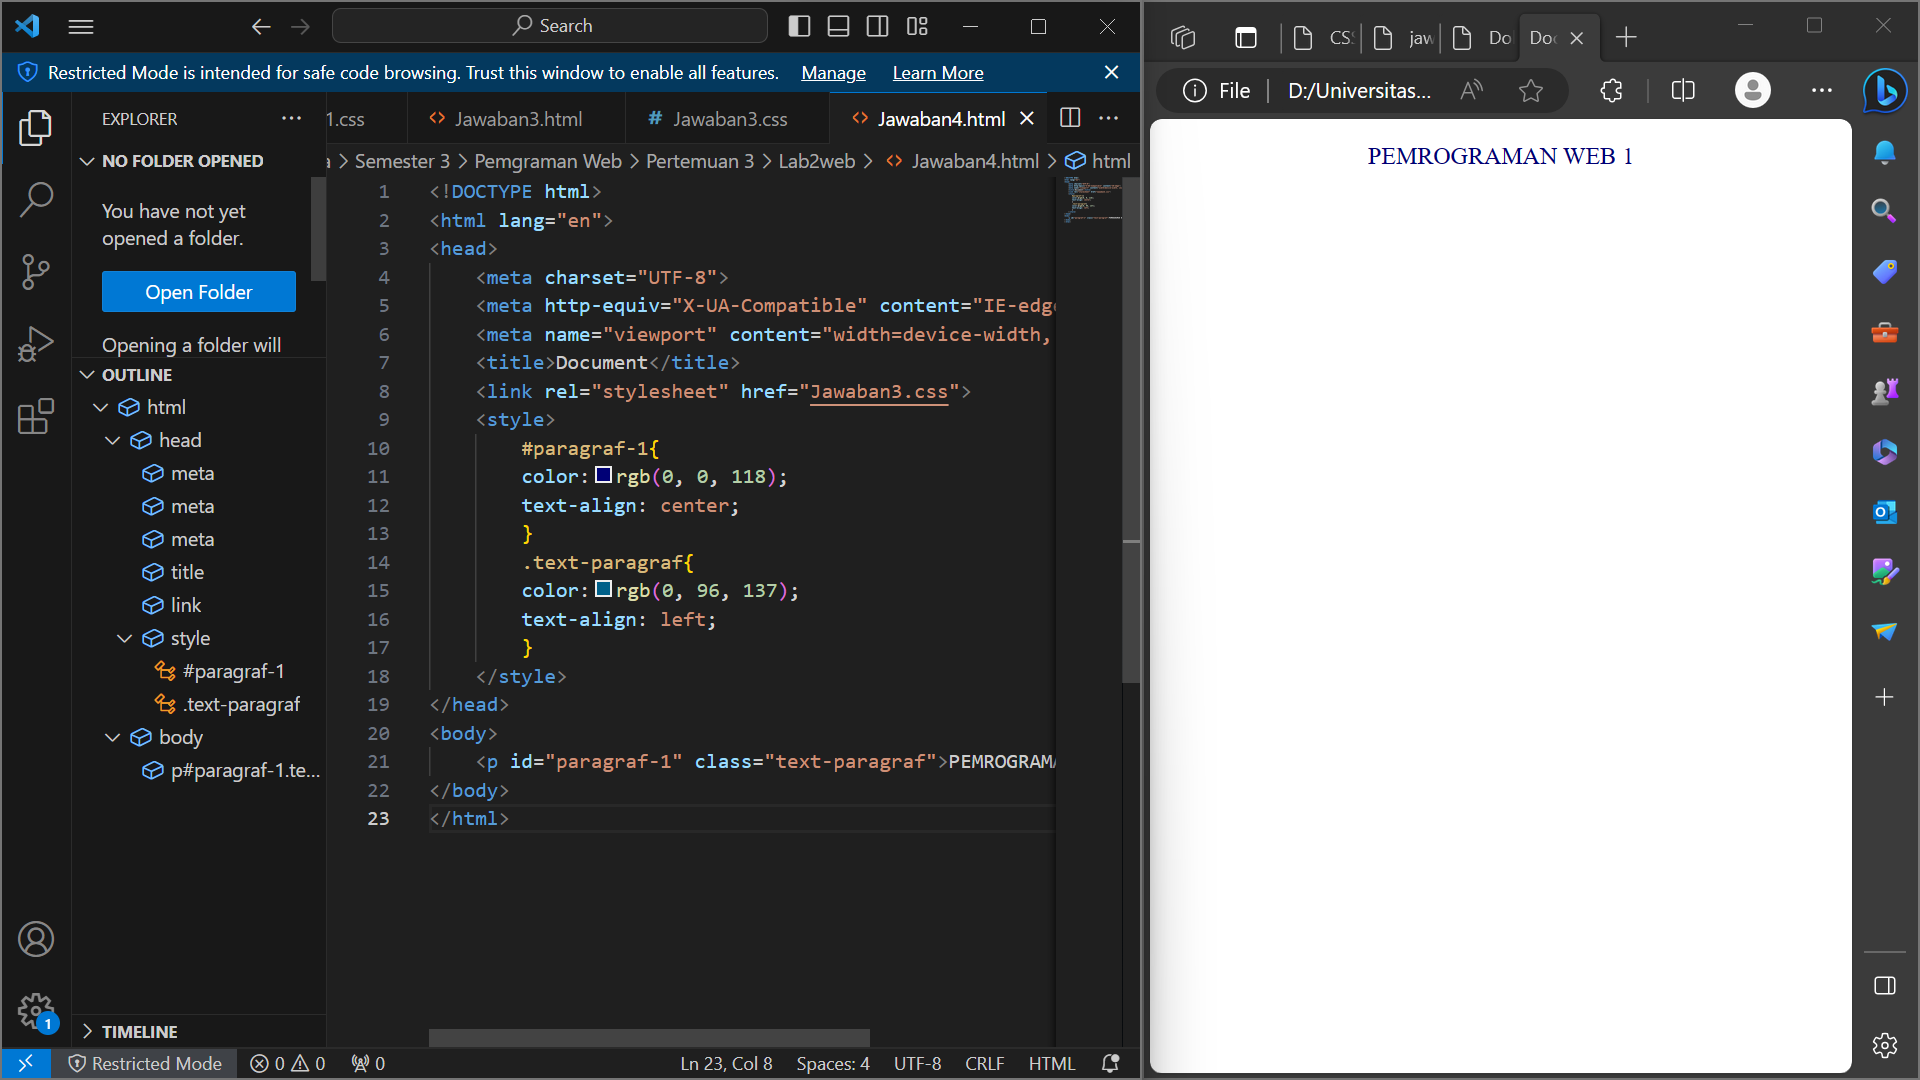 Search
Restricted Mode is intended for safe code browsing. Trust this window to enable all features. Manage Learn More
EXPLORER
NO FOLDER OPENED
You have not yet
opened a folder.
Open Folder
Opening a folder will
OUTLINE
html
head
meta
meta
meta
title
link
style
#paragraf-1
.text-paragraf
body
p#paragraf-1.te...
TIMELINE
1
1.css
Jawaban3.html
# Jawaban3.css
Jawaban4.html
a > Semester 3 > Pemgraman Web > Pertemuan 3 > Lab2web > <> Jawaban4.html > html
1 <!DOCTYPE html>
2 <html lang="en">
3 <head>
4 <meta charset="UTF-8">
5 <meta http-equiv="X-UA-Compatible" content="IE-edge
6 <meta name="viewport" content="width=device-width,
7 <title>Document</title>
8 <link rel="stylesheet" href="Jawaban3.css">
9 <style>
10 #paragraf-1{
11 color: rgb(0, 0, 118);
12 text-align: center;
13 }
14 .text-paragraf{
15 color: rgb(0, 96, 137);
16 text-align: left;
17 }
18 </style>
19 </head>
20 <body>
21 <p id="paragraf-1" class="text-paragraf">PEMROGRAMA
22 </body>
23 </html>
Restricted Mode 0 0 0 Ln 23, Col 8 Spaces: 4 UTF-8 CRLF HTML
CS jaw Do Doc
File D:/Universitas...
PEMROGRAMAN WEB 1